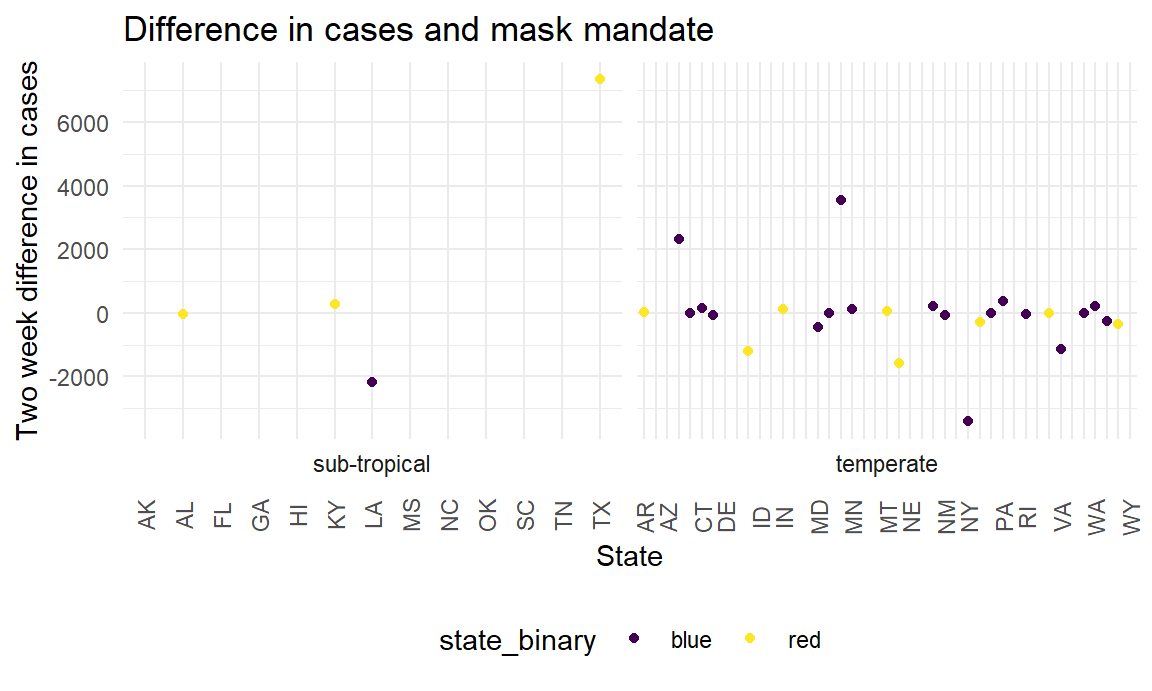 Difference in cases and mask mandate
Two week difference in cases
6000
4000
2000
0
-2000
sub-tropical temperate
AK AL FL GA HI KY LA MS NC OK SC TN TX AR AZ CT DE ID IN MD MN MT NE NM NY PA RI VA WA WY
State
state_binary blue red